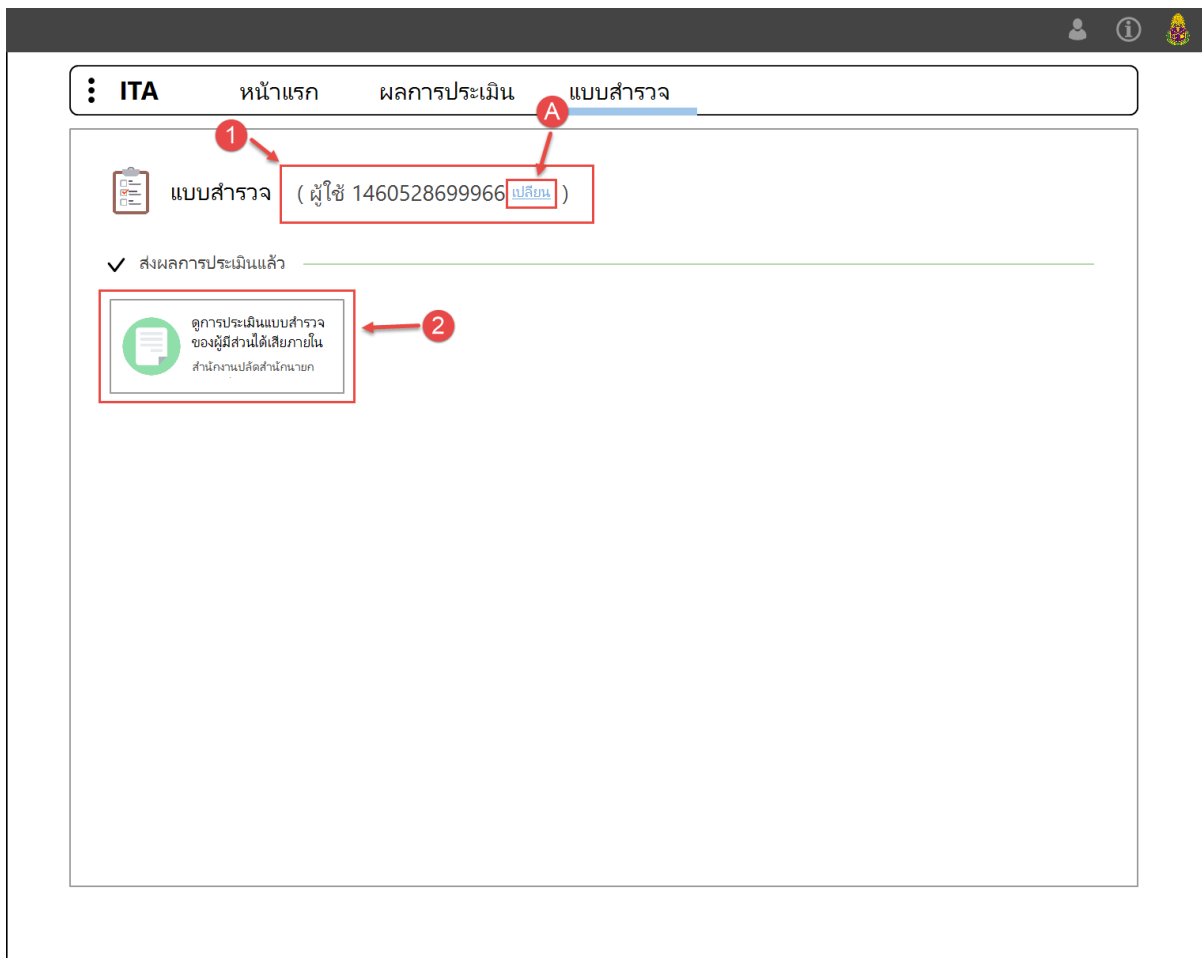 ITA หน้าแรก ผลการประเมิน แบบสำรวจ
A
1
แบบสำรวจ ( ผู้ใช้ 1460528699966 เปลี่ยน )
ส่งผลการประเมินแล้ว
ดูการประเมินแบบสำรวจ
ของผู้มีส่วนได้เสียภายใน
สำนักงานปลัดสำนักนายก
2